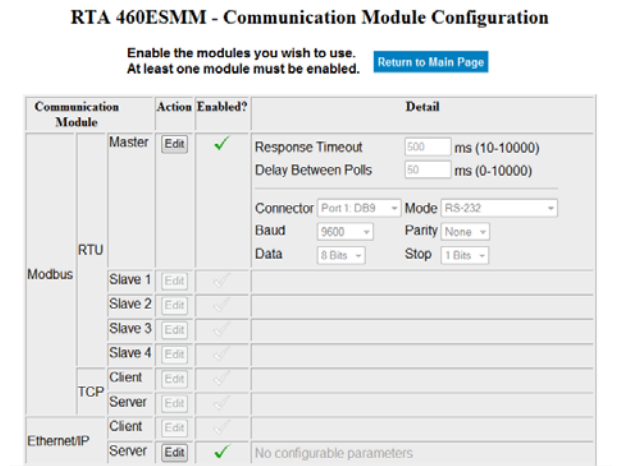 RTA 460ESMM - Communication Module Configuration
Enable the modules you wish to use.
At least one module must be enabled.
Return to Main Page
Communication Module Action Enabled? Detail
Modbus RTU Master Edit Response Timeout 500 ms (10-10000)
Delay Between Polls 50 ms (0-10000)
Connector Port 1: DB9 Mode RS-232
Baud 9600 Parity None
Data 8 Bits Stop 1 Bits
Slave 1 Edit
Slave 2 Edit
Slave 3 Edit
Slave 4 Edit
TCP Client Edit
Server Edit
Ethernet/IP Client Edit
Server Edit No configurable parameters